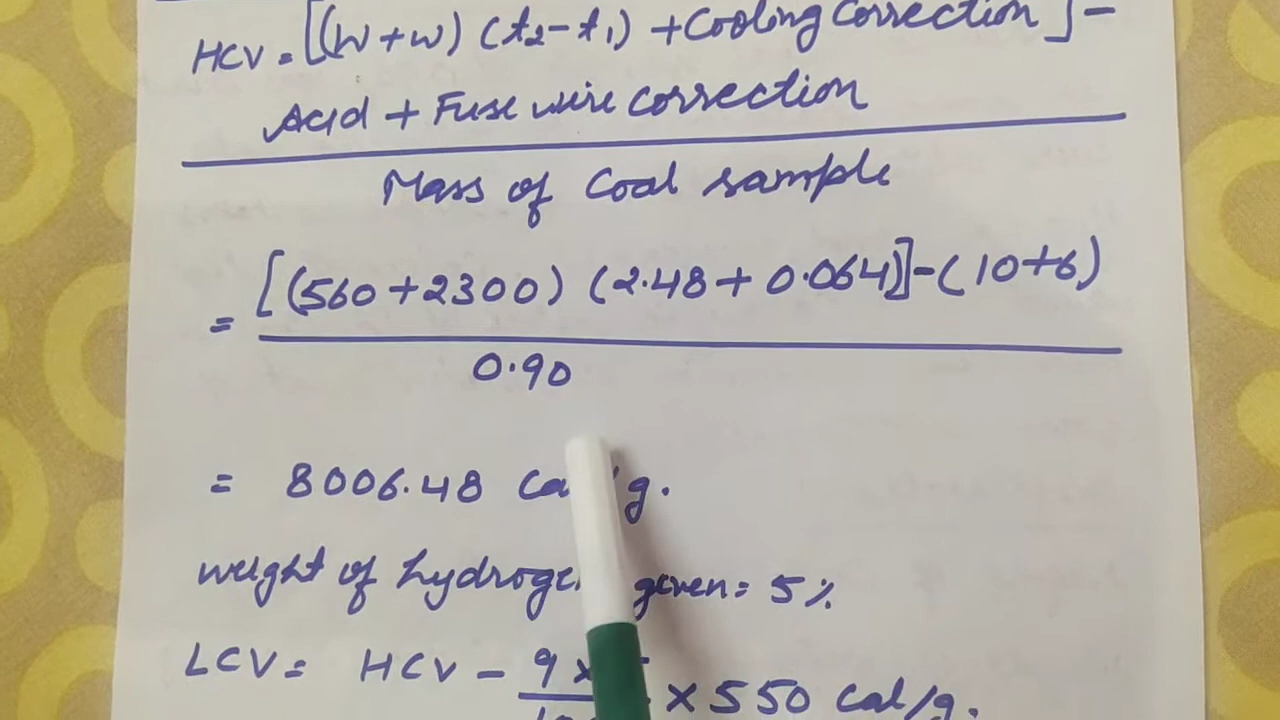 HCV = [(W+w) (t₂-t₁) + Cooling Correction] -
Acid + Fuse wire correction
Mass of Coal sample
= [(560+2300) (2.48+0.064)] - (10+6)
0.90
= 8006.48 g.
weight of given = 5%
LCV = HCV - 9 × × 550 Cal/g.